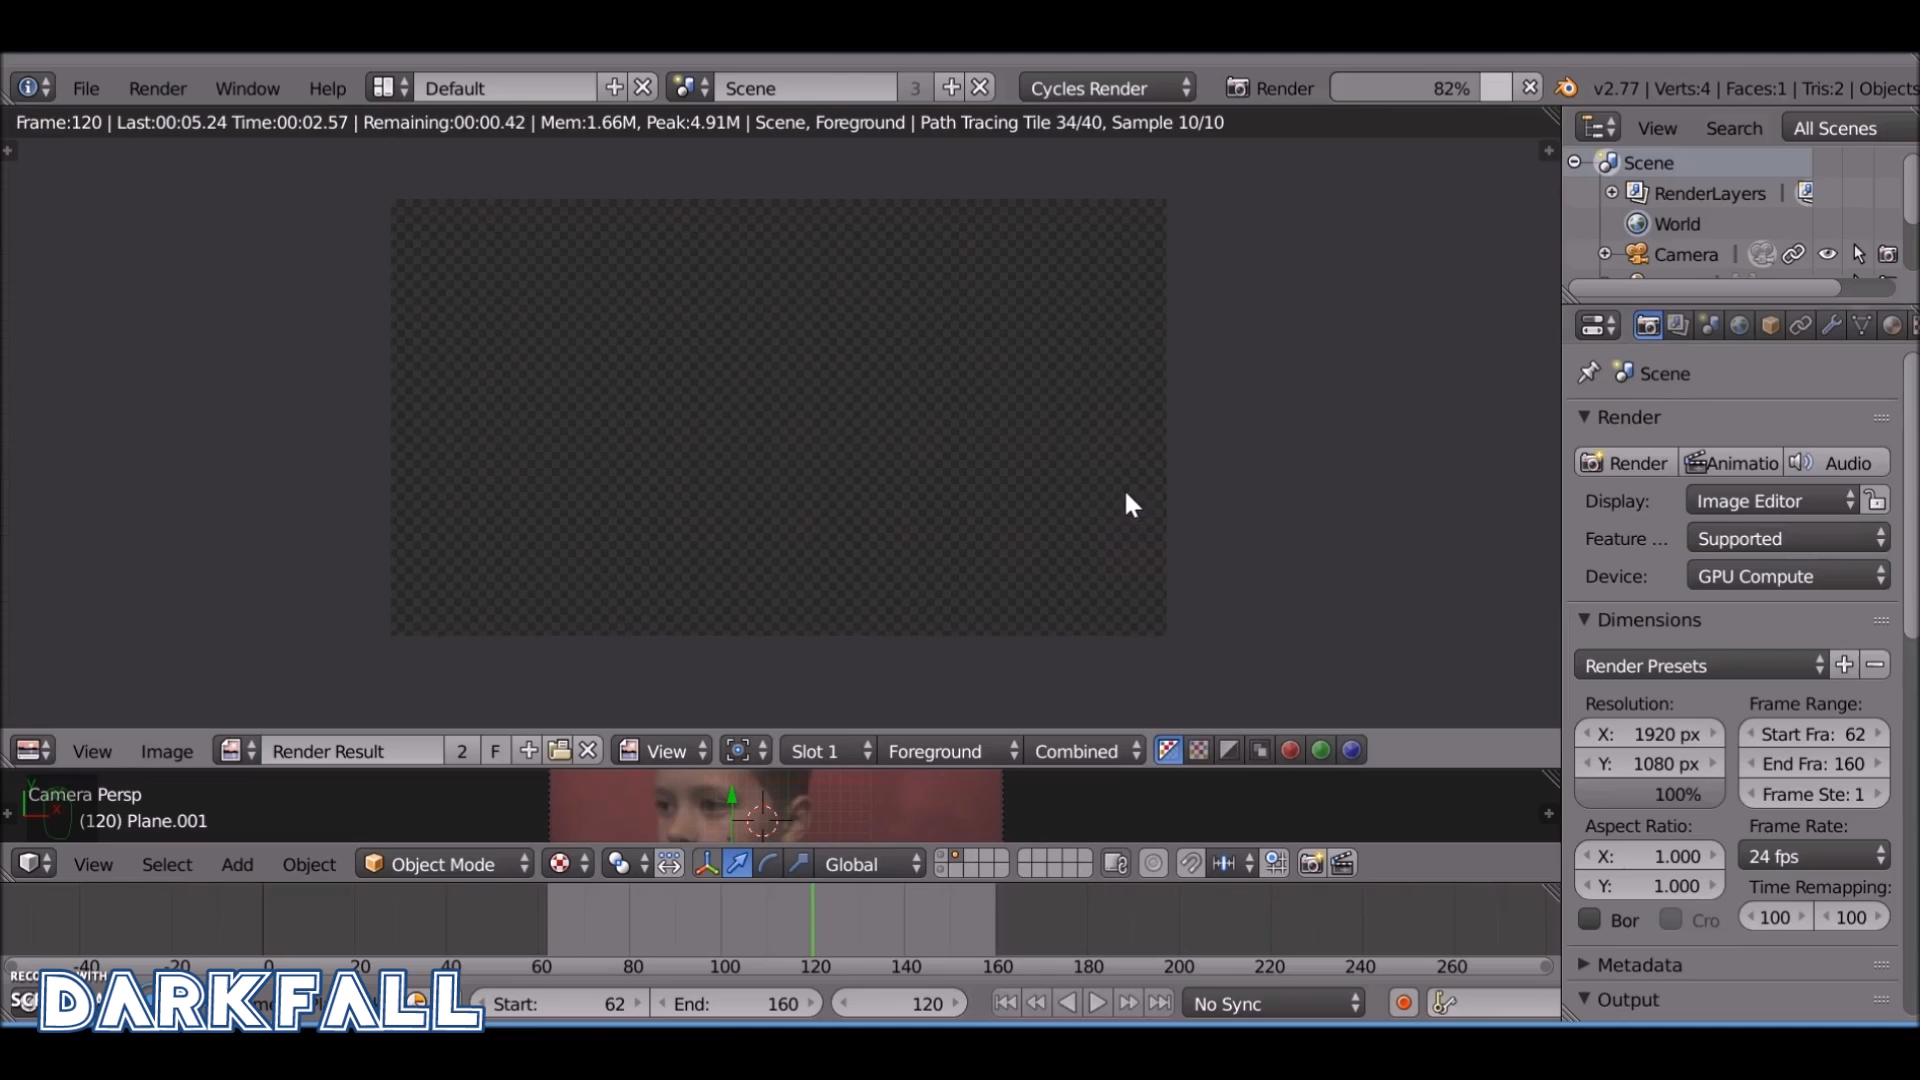 File Render Window Help Default Scene 3 Cycles Render Render 82% v2.77 | Verts:4 | Faces:1 | Tris:2 | Objects
Frame:120 | Last:00:05.24 Time:00:02.57 | Remaining:00:00.42 | Mem:1.66M, Peak:4.91M | Scene, Foreground | Path Tracing Tile 34/40, Sample 10/10
View Search All Scenes
Scene
RenderLayers
World
Camera
Scene
Render
Render Animatio Audio
Display: Image Editor
Feature ... Supported
Device: GPU Compute
Dimensions
Render Presets
Resolution: Frame Range:
X: 1920 px Start Fra: 62
Y: 1080 px End Fra: 160
100% Frame Ste: 1
Aspect Ratio: Frame Rate:
X: 1.000 24 fps
Y: 1.000 Time Remapping:
Bor Cro 100 100
Metadata
Output
View Image Render Result 2 F View Slot 1 Foreground Combined
Camera Persp
(120) Plane.001
View Select Add Object Object Mode Global
-40 -20 0 20 40 60 80 100 120 140 160 180 200 220 240 260
DARKFALL
Start: 62 End: 160 120 No Sync